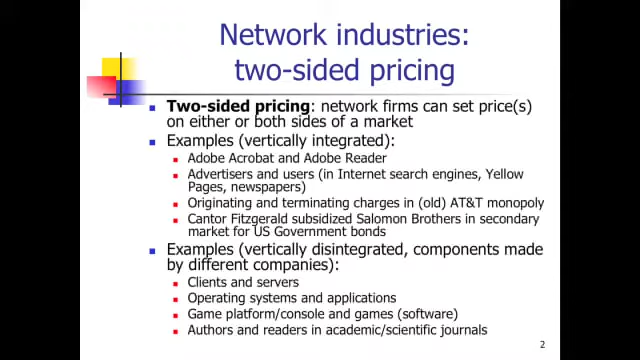 Network industries:
two-sided pricing
Two-sided pricing: network firms can set price(s)
on either or both sides of a market
Examples (vertically integrated):
Adobe Acrobat and Adobe Reader
Advertisers and users (in Internet search engines, Yellow
Pages, newspapers)
Originating and terminating charges in (old) AT&T monopoly
Cantor Fitzgerald subsidized Salomon Brothers in secondary
market for US Government bonds
Examples (vertically disintegrated, components made
by different companies):
Clients and servers
Operating systems and applications
Game platform/console and games (software)
Authors and readers in academic/scientific journals
2